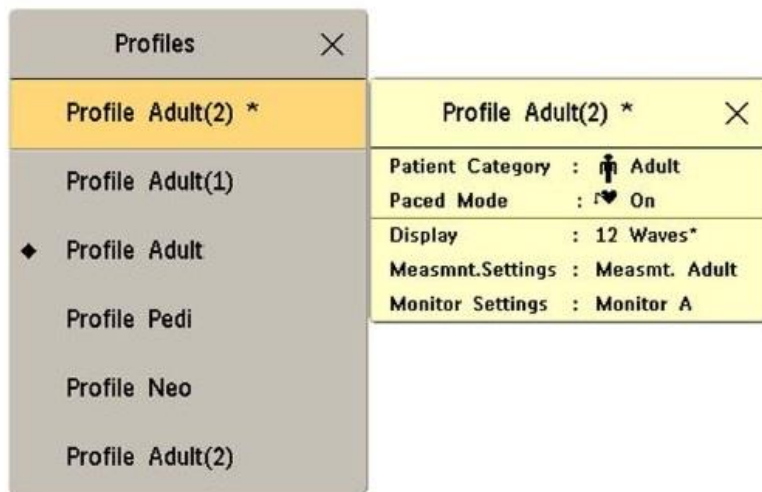 Profiles
Profile Adult(2) *
Profile Adult(1)
Profile Adult
Profile Pedi
Profile Neo
Profile Adult(2)
Profile Adult(2) *
Patient Category : Adult
Paced Mode : On
Display : 12 Waves*
Measmnt.Settings : Measmt. Adult
Monitor Settings : Monitor A